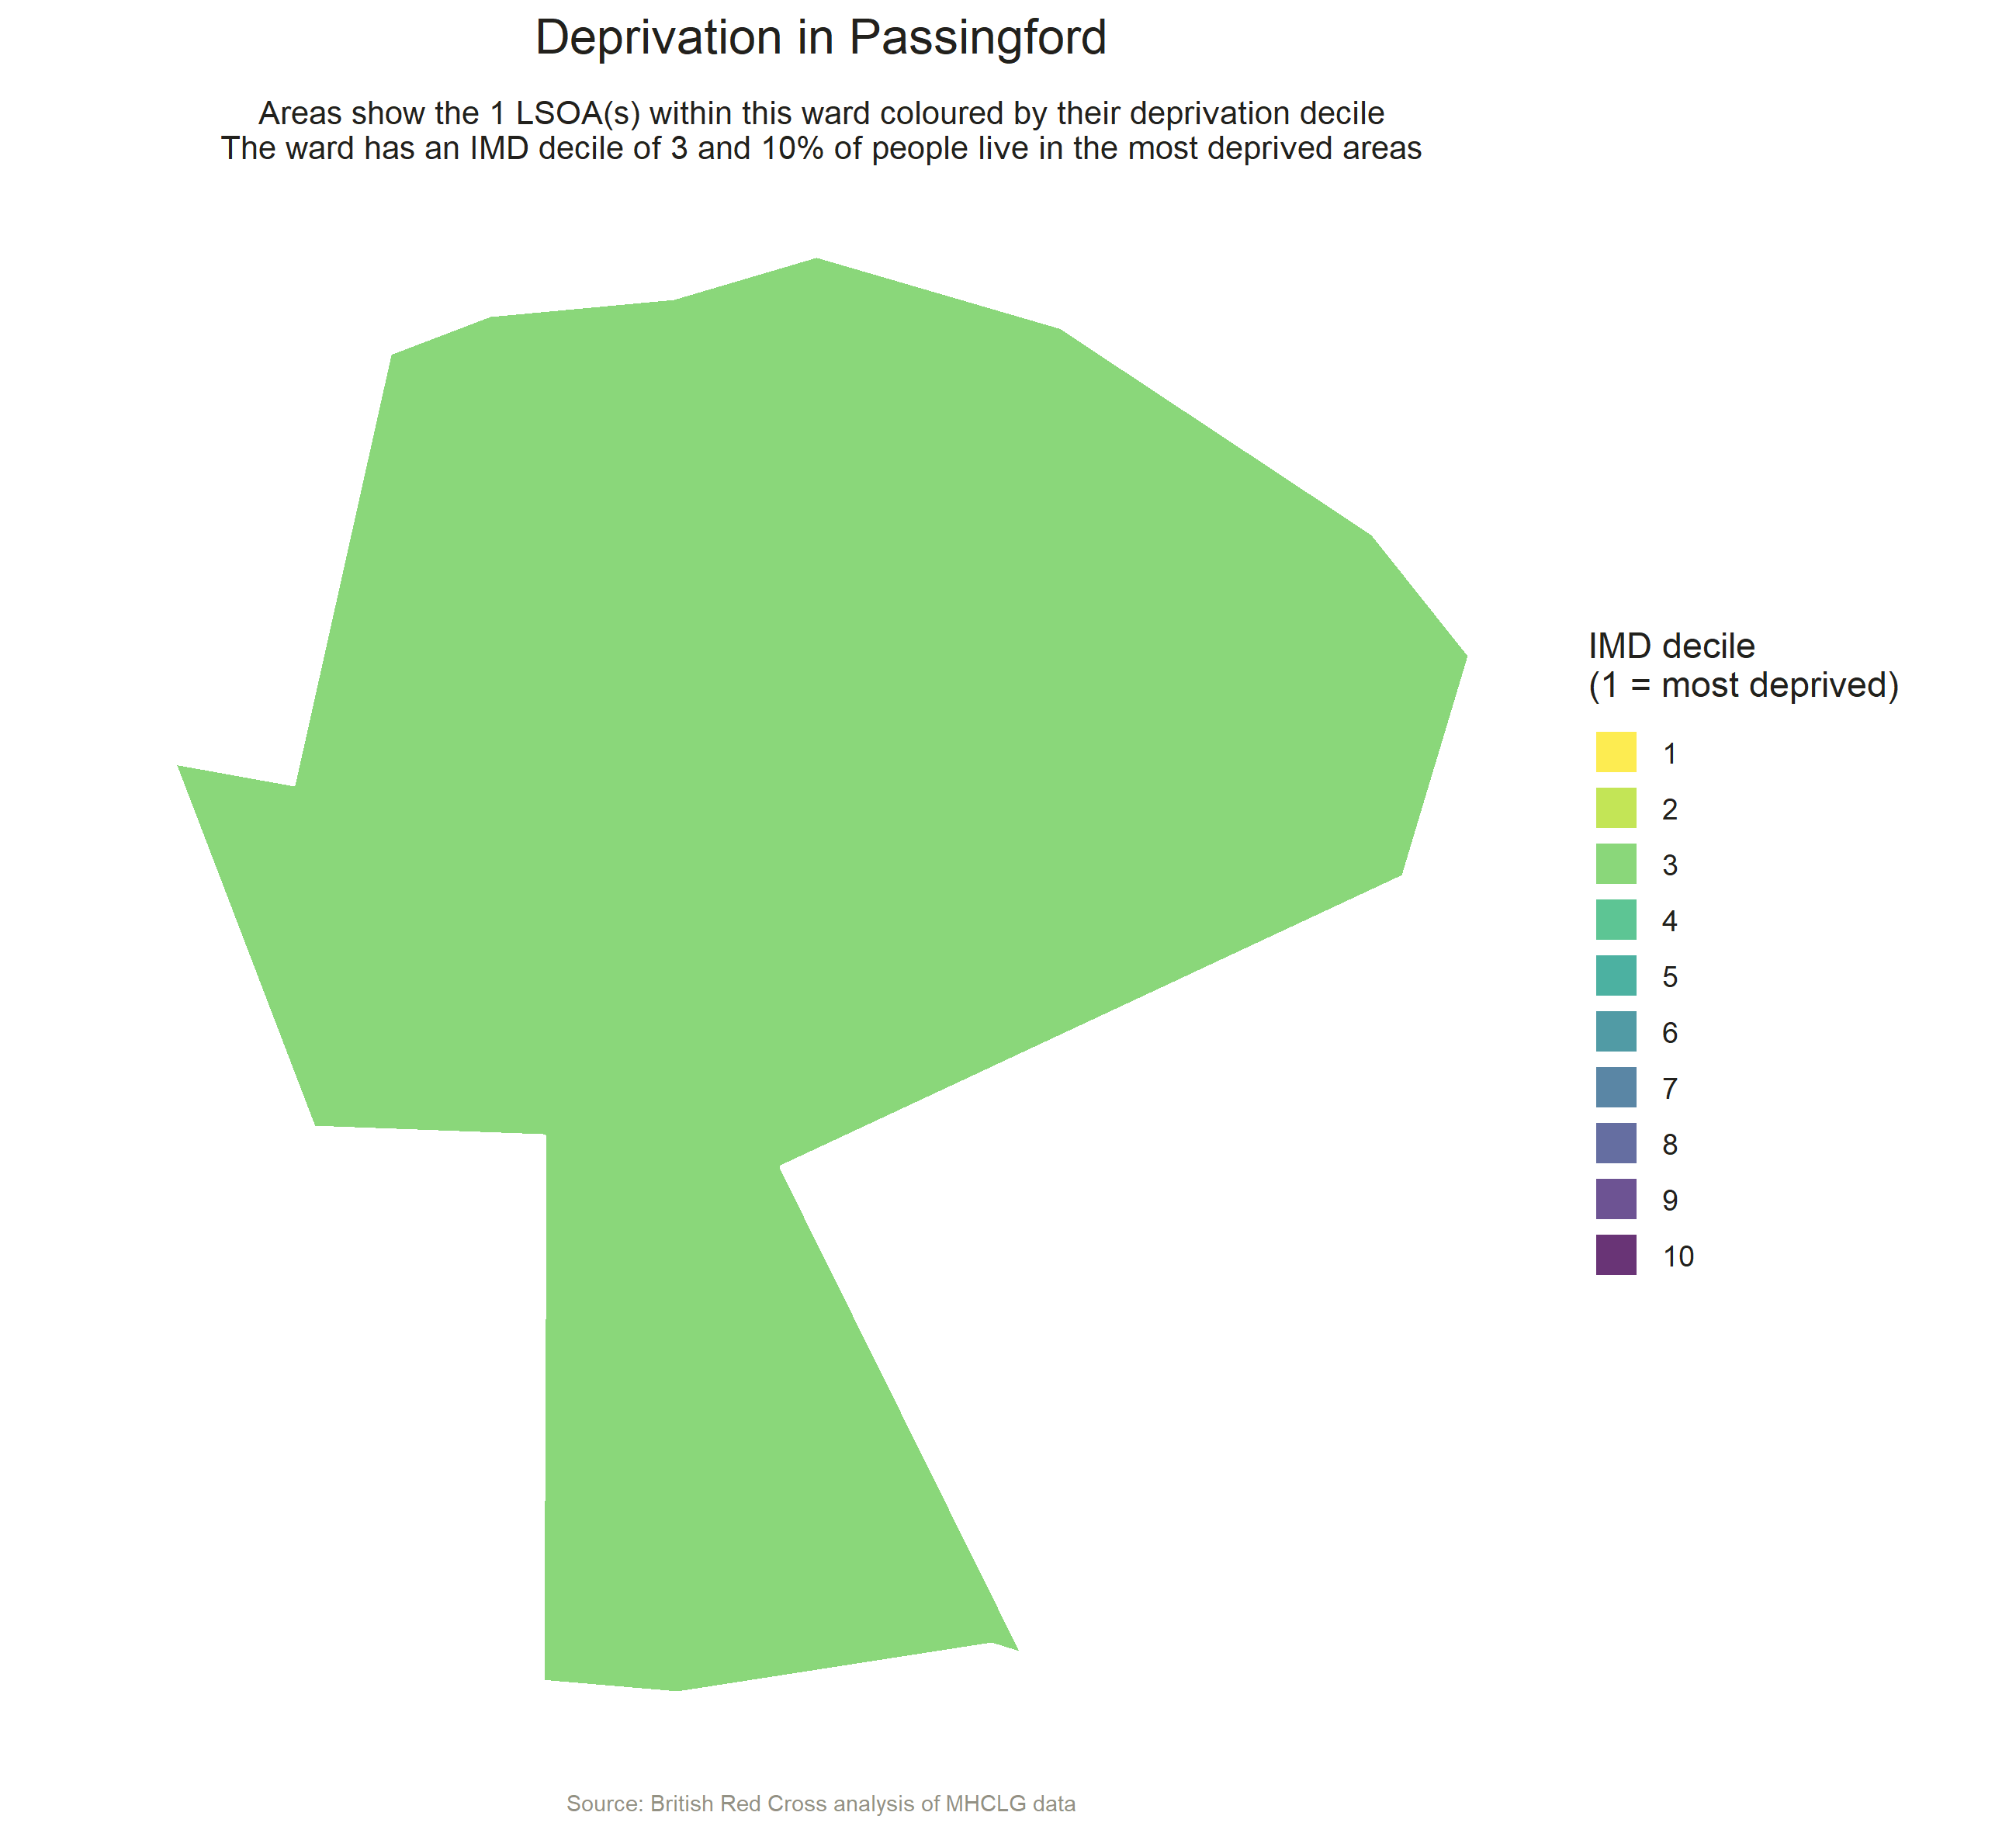 Deprivation in Passingford
Areas show the 1 LSOA(s) within this ward coloured by their deprivation decile
The ward has an IMD decile of 3 and 10% of people live in the most deprived areas
IMD decile
(1 = most deprived)
1
2
3
4
5
6
7
8
9
10
Source: British Red Cross analysis of MHCLG data